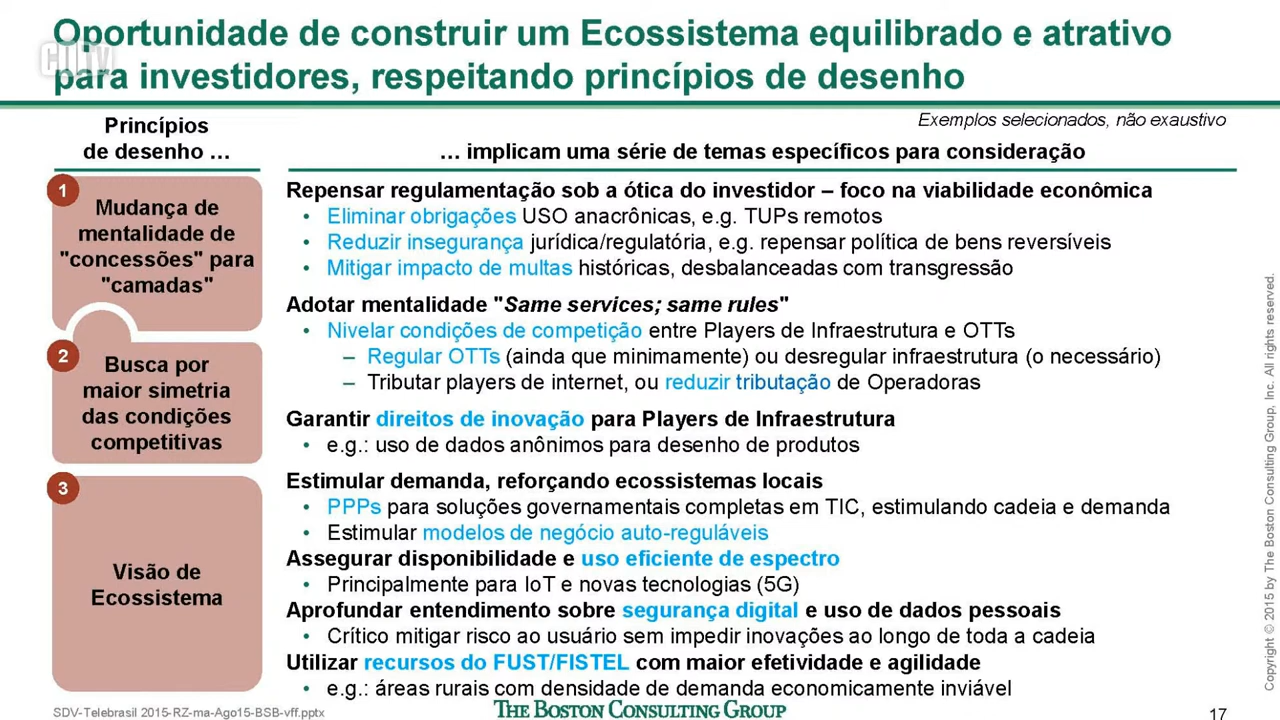 Oportunidade de construir um Ecossistema equilibrado e atrativo
para investidores, respeitando princípios de desenho
Princípios
de desenho ...
Exemplos selecionados, não exaustivo
... implicam uma série de temas específicos para consideração
1
Mudança de
mentalidade de
"concessões" para
"camadas"
Repensar regulamentação sob a ótica do investidor – foco na viabilidade econômica
• Eliminar obrigações USO anacrônicas, e.g. TUPs remotos
• Reduzir insegurança jurídica/regulatória, e.g. repensar política de bens reversíveis
• Mitigar impacto de multas históricas, desbalanceadas com transgressão
Adotar mentalidade "Same services; same rules"
• Nivelar condições de competição entre Players de Infraestrutura e OTTs
– Regular OTTs (ainda que minimamente) ou desregular infraestrutura (o necessário)
– Tributar players de internet, ou reduzir tributação de Operadoras
2
Busca por
maior simetria
das condições
competitivas
Garantir direitos de inovação para Players de Infraestrutura
• e.g.: uso de dados anônimos para desenho de produtos
3
Visão de
Ecossistema
Estimular demanda, reforçando ecossistemas locais
• PPPs para soluções governamentais completas em TIC, estimulando cadeia e demanda
• Estimular modelos de negócio auto-reguláveis
Assegurar disponibilidade e uso eficiente de espectro
• Principalmente para IoT e novas tecnologias (5G)
Aprofundar entendimento sobre segurança digital e uso de dados pessoais
• Crítico mitigar risco ao usuário sem impedir inovações ao longo de toda a cadeia
Utilizar recursos do FUST/FISTEL com maior efetividade e agilidade
• e.g.: áreas rurais com densidade de demanda economicamente inviável
SDV-Telebrasil 2015-RZ-ma-Ago15-BSB-vff.pptx
THE BOSTON CONSULTING GROUP
17
Copyright © 2015 by The Boston Consulting Group, Inc. All rights reserved.